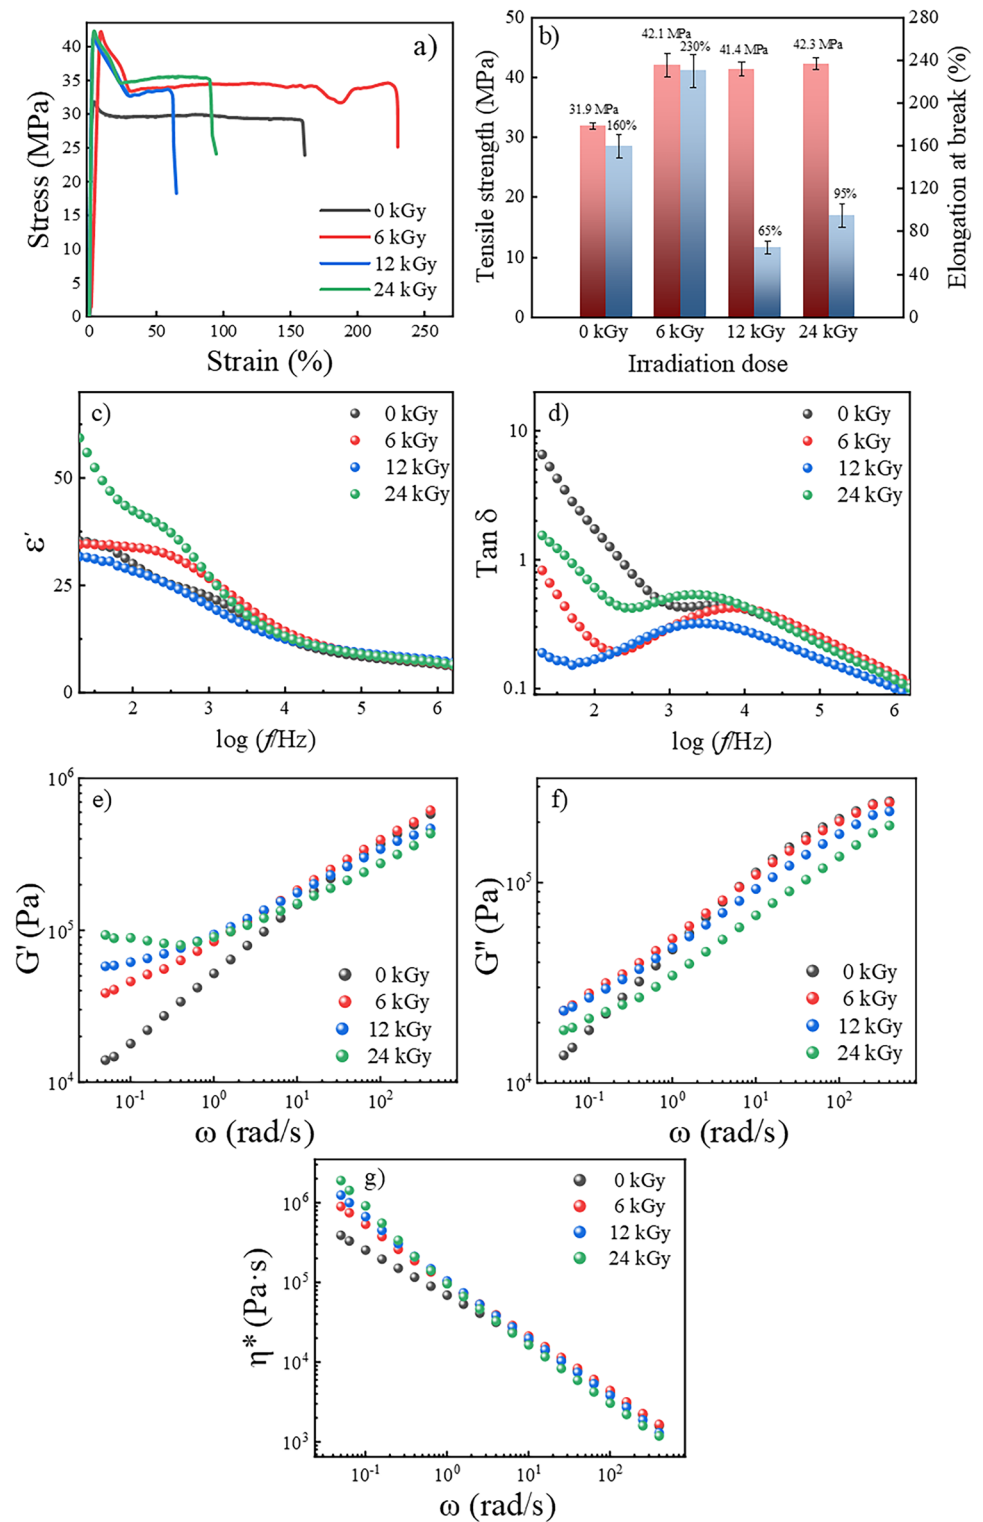 a)
Stress (MPa)
40
35
30
25
20
15
10
5
0
0 50 100 150 200 250
Strain (%)
0 kGy
6 kGy
12 kGy
24 kGy
b)
Tensile strength (MPa)
50
40
30
20
10
0
31.9 MPa
160%
42.1 MPa
230%
41.4 MPa
65%
42.3 MPa
95%
280
240
200
160
120
80
40
0
Elongation at break (%)
0 kGy 6 kGy 12 kGy 24 kGy
Irradiation dose
c)
0 kGy
6 kGy
12 kGy
24 kGy
ε′
50
25
0
2 3 4 5 6
log (f/Hz)
d)
0 kGy
6 kGy
12 kGy
24 kGy
Tan δ
10
1
0.1
2 3 4 5 6
log (f/Hz)
e)
G' (Pa)
10⁶
10⁵
10⁴
0 kGy
6 kGy
12 kGy
24 kGy
10⁻¹ 10⁰ 10¹ 10²
ω (rad/s)
f)
G" (Pa)
10⁵
10⁴
0 kGy
6 kGy
12 kGy
24 kGy
10⁻¹ 10⁰ 10¹ 10²
ω (rad/s)
g)
0 kGy
6 kGy
12 kGy
24 kGy
η* (Pa·s)
10⁶
10⁵
10⁴
10³
10⁻¹ 10⁰ 10¹ 10²
ω (rad/s)